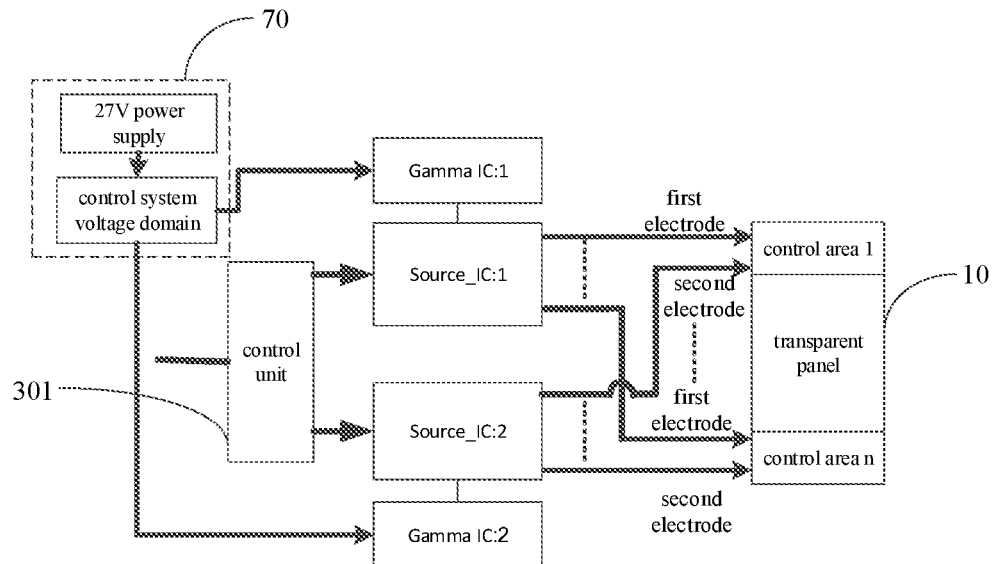 70
27V power
supply
control system
voltage domain
Gamma IC:1
Source_IC:1
first
electrode
control area 1
second
electrode
10
transparent
panel
control
unit
301
Source_IC:2
first
electrode
control area n
second
electrode
Gamma IC:2